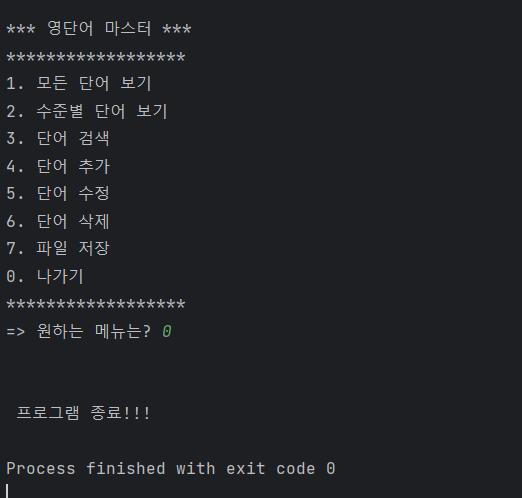 *** 영단어 마스터 ***
******************
1. 모든 단어 보기
2. 수준별 단어 보기
3. 단어 검색
4. 단어 추가
5. 단어 수정
6. 단어 삭제
7. 파일 저장
0. 나가기
******************
=> 원하는 메뉴는? 0
프로그램 종료!!!
Process finished with exit code 0